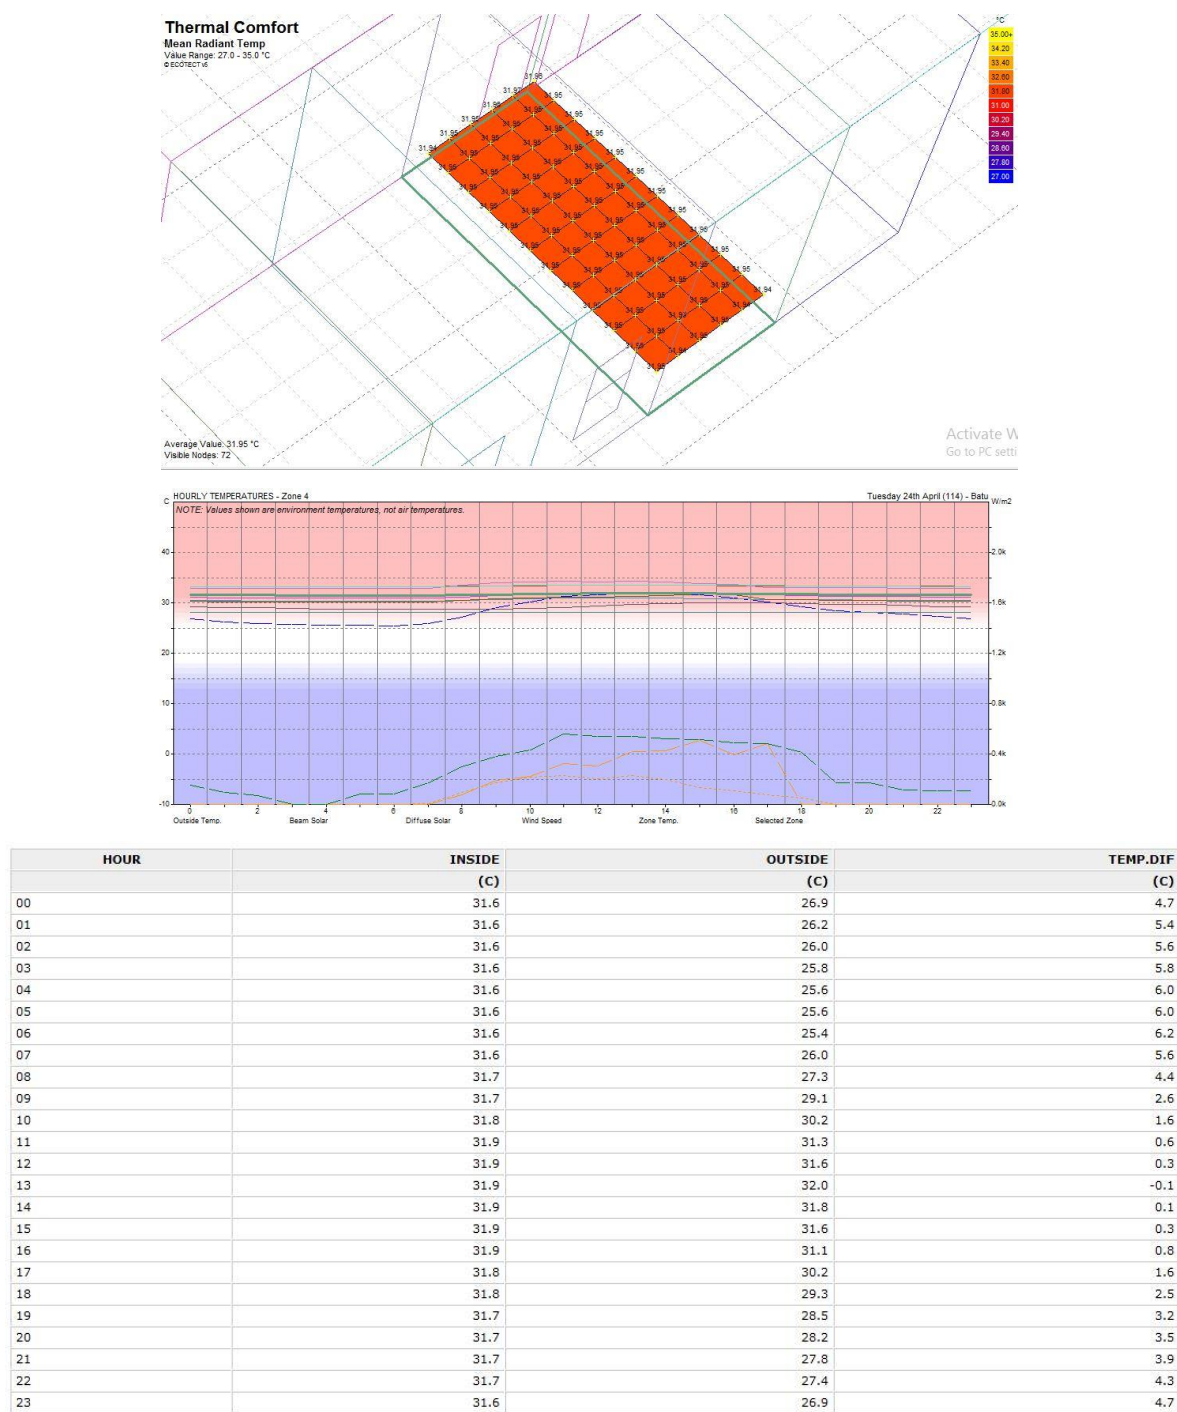 Thermal Comfort
Mean Radiant Temp
Value Range: 27.0 - 35.0 °C
© ECOTECT v5
°C
35.00+
34.20
33.40
32.60
31.80
31.00
30.20
29.40
28.60
27.80
27.00
Average Value: 31.95 °C
Visible Nodes: 72
Activate W
Go to PC setti
C HOURLY TEMPERATURES - Zone 4 Tuesday 24th April (114) - Batu W/m2
NOTE: Values shown are environment temperatures, not air temperatures.
40 2.0k
30 1.6k
20 1.2k
10 0.8k
0 0.4k
-10 0.0k
0 2 4 6 8 10 12 14 16 18 20 22
Outside Temp. Beam Solar Diffuse Solar Wind Speed Zone Temp. Selected Zone
HOUR INSIDE OUTSIDE TEMP.DIF
(C) (C) (C)
00 31.6 26.9 4.7
01 31.6 26.2 5.4
02 31.6 26.0 5.6
03 31.6 25.8 5.8
04 31.6 25.6 6.0
05 31.6 25.6 6.0
06 31.6 25.4 6.2
07 31.6 26.0 5.6
08 31.7 27.3 4.4
09 31.7 29.1 2.6
10 31.8 30.2 1.6
11 31.9 31.3 0.6
12 31.9 31.6 0.3
13 31.9 32.0 -0.1
14 31.9 31.8 0.1
15 31.9 31.6 0.3
16 31.9 31.1 0.8
17 31.8 30.2 1.6
18 31.8 29.3 2.5
19 31.7 28.5 3.2
20 31.7 28.2 3.5
21 31.7 27.8 3.9
22 31.7 27.4 4.3
23 31.6 26.9 4.7